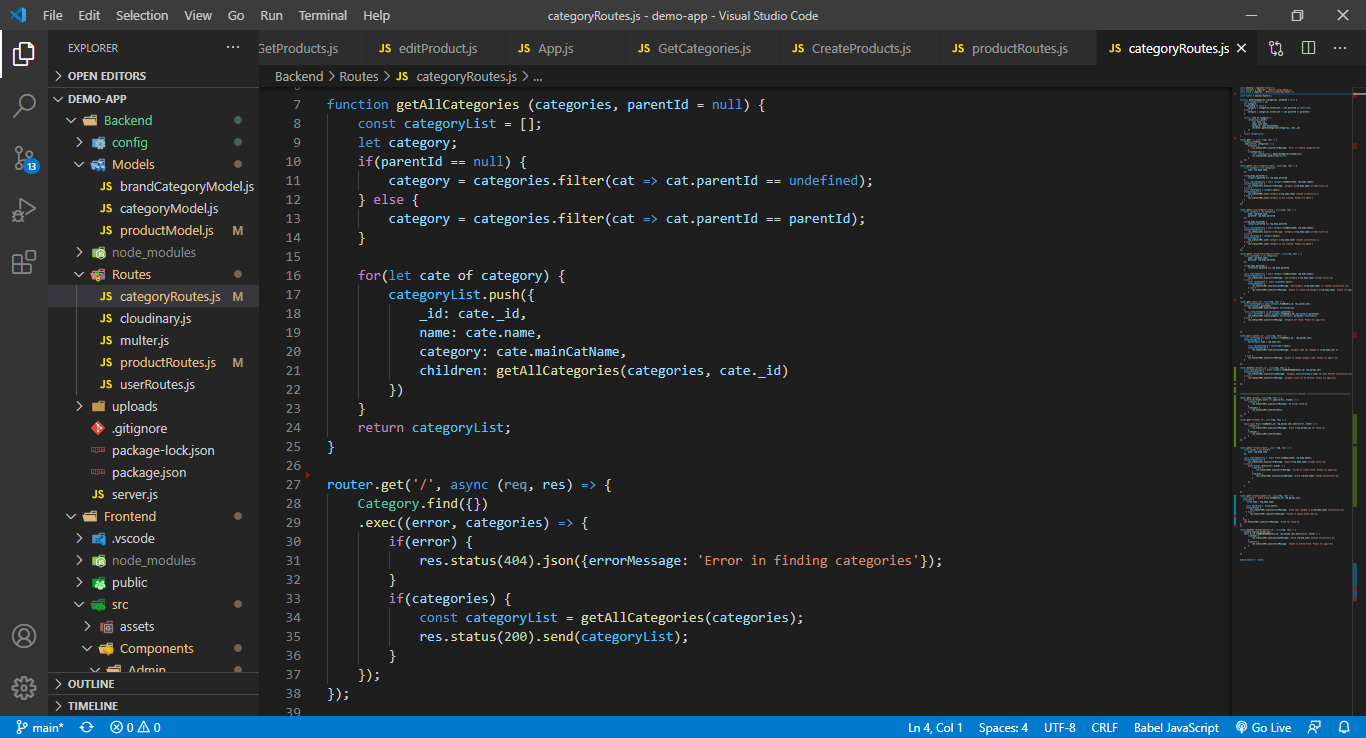 File Edit Selection View Go Run Terminal Help categoryRoutes.js - demo-app - Visual Studio Code
EXPLORER
GetProducts.js editProduct.js App.js GetCategories.js CreateProducts.js productRoutes.js categoryRoutes.js
Backend > Routes > categoryRoutes.js > ...
OPEN EDITORS
DEMO-APP
Backend
config
Models
brandCategoryModel.js
categoryModel.js
productModel.js M
node_modules
Routes
categoryRoutes.js M
cloudinary.js
multer.js
productRoutes.js M
userRoutes.js
uploads
.gitignore
package-lock.json
package.json
server.js
Frontend
.vscode
node_modules
public
src
assets
Components
Admin
OUTLINE
TIMELINE
13
7 function getAllCategories (categories, parentId = null) {
8 const categoryList = [];
9 let category;
10 if(parentId == null) {
11 category = categories.filter(cat => cat.parentId == undefined);
12 } else {
13 category = categories.filter(cat => cat.parentId == parentId);
14 }
15
16 for(let cate of category) {
17 categoryList.push({
18 _id: cate._id,
19 name: cate.name,
20 category: cate.mainCatName,
21 children: getAllCategories(categories, cate._id)
22 })
23 }
24 return categoryList;
25 }
26
27 router.get('/', async (req, res) => {
28 Category.find({})
29 .exec((error, categories) => {
30 if(error) {
31 res.status(404).json({errorMessage: 'Error in finding categories'});
32 }
33 if(categories) {
34 const categoryList = getAllCategories(categories);
35 res.status(200).send(categoryList);
36 }
37 });
38 });
39
main* 0 0 Ln 4, Col 1 Spaces: 4 UTF-8 CRLF Babel JavaScript Go Live